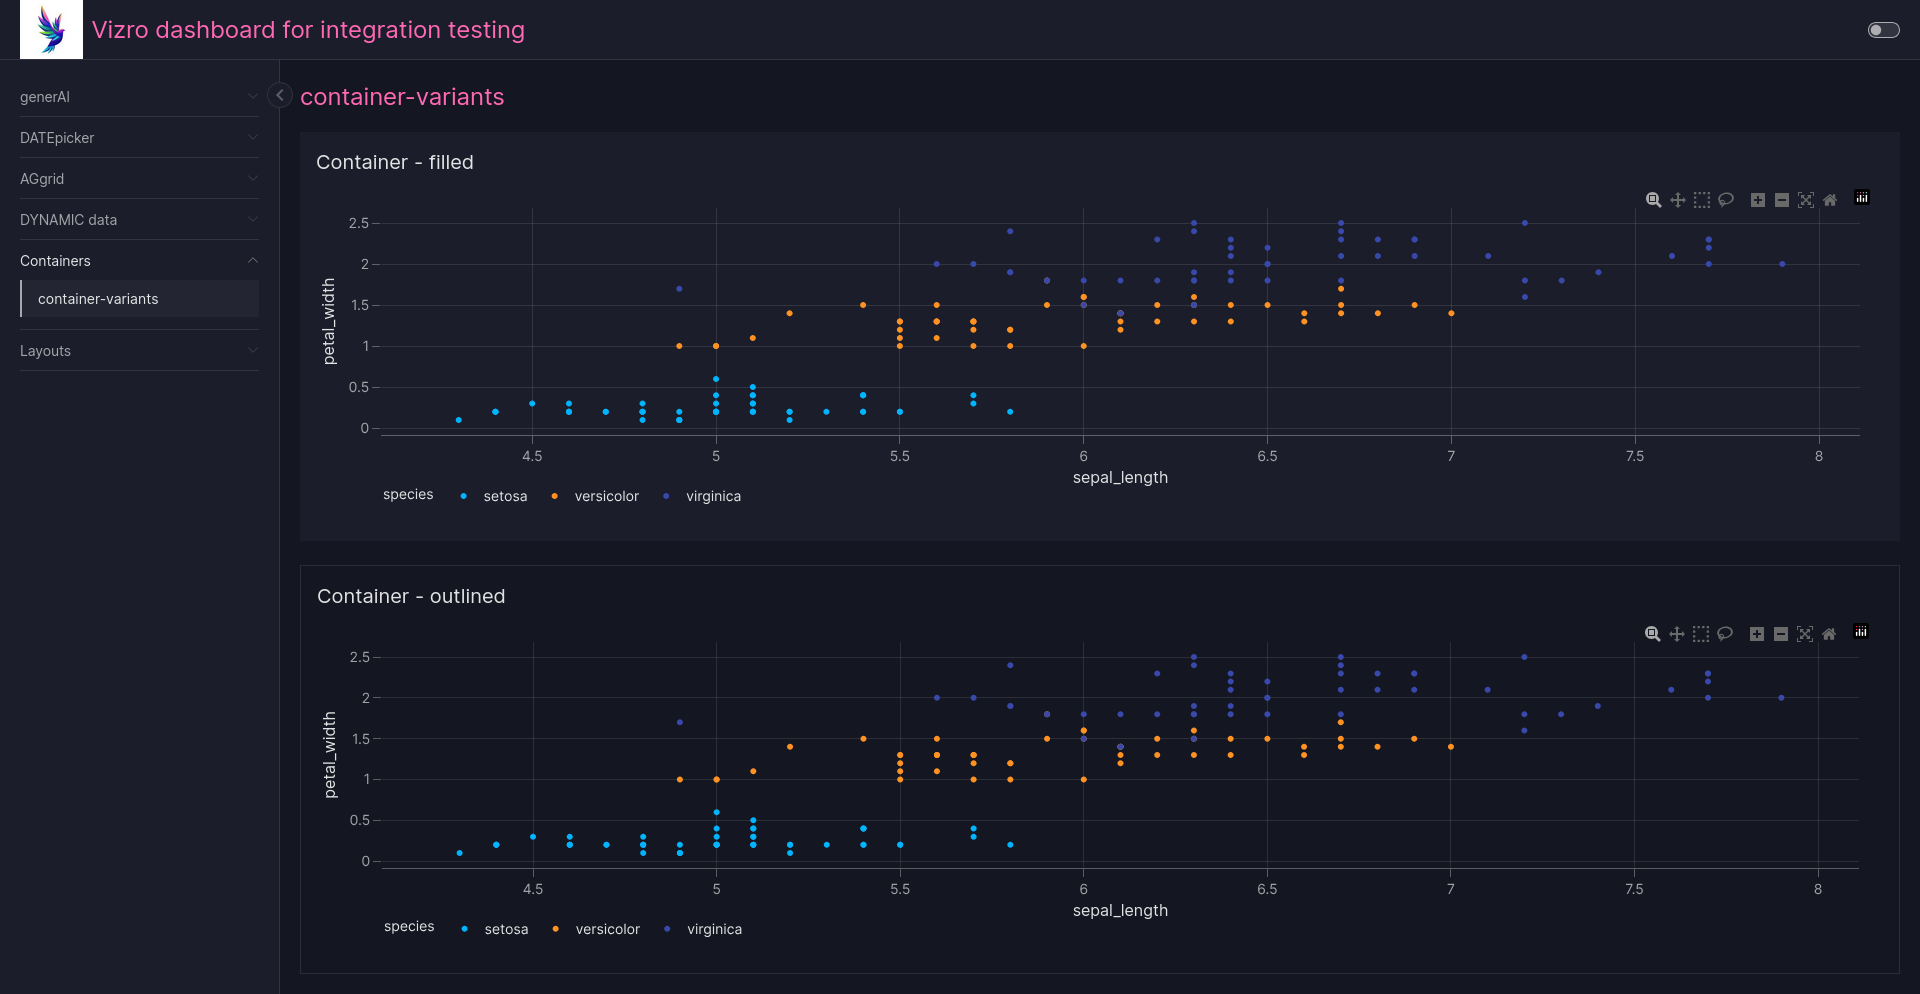 Vizro dashboard for integration testing
generAI
DATEpicker
AGgrid
DYNAMIC data
Containers
container-variants
Layouts
container-variants
Container - filled
2.5
2
1.5
1
0.5
0
petal_width
4.5 5 5.5 6 6.5 7 7.5 8
sepal_length
species setosa versicolor virginica
Container - outlined
2.5
2
1.5
1
0.5
0
petal_width
4.5 5 5.5 6 6.5 7 7.5 8
sepal_length
species setosa versicolor virginica